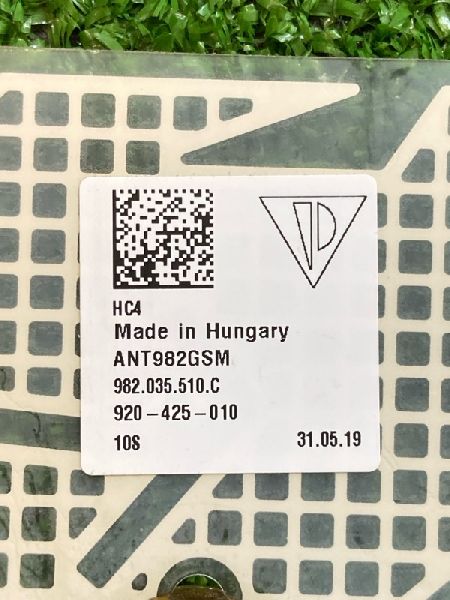 HC4
Made in Hungary
ANT982GSM
982.035.510.C
920-425-010
10S 31.05.19